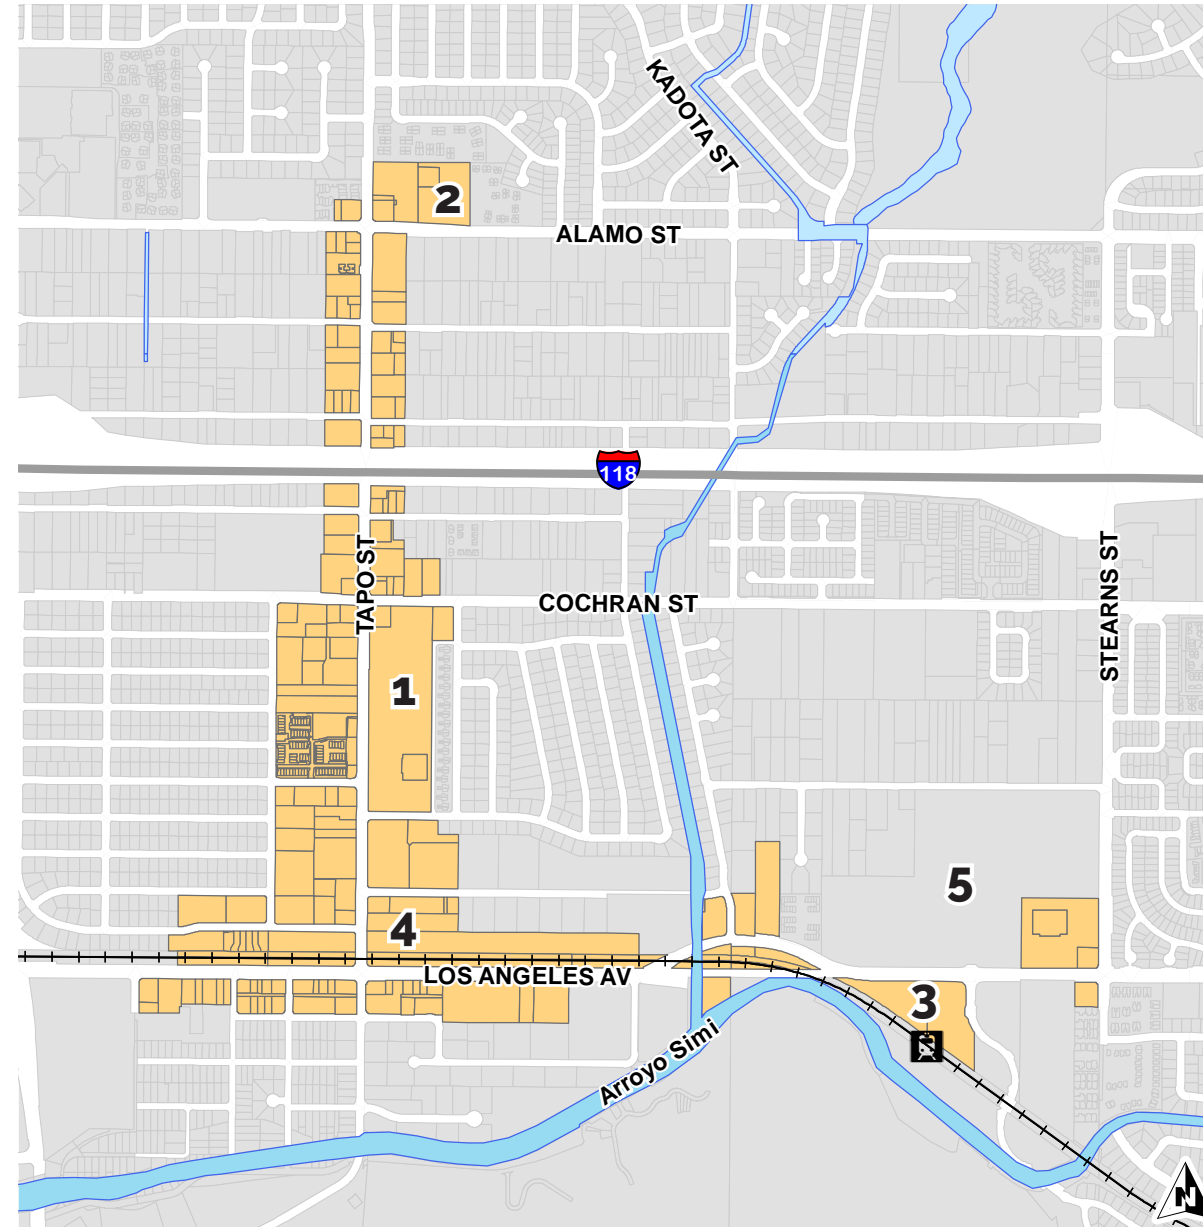 KADOTA ST
2
ALAMO ST
118
TAPO ST
COCHRAN ST
STEARNS ST
1
5
4
LOS ANGELES AV
3
Arroyo Simi
N